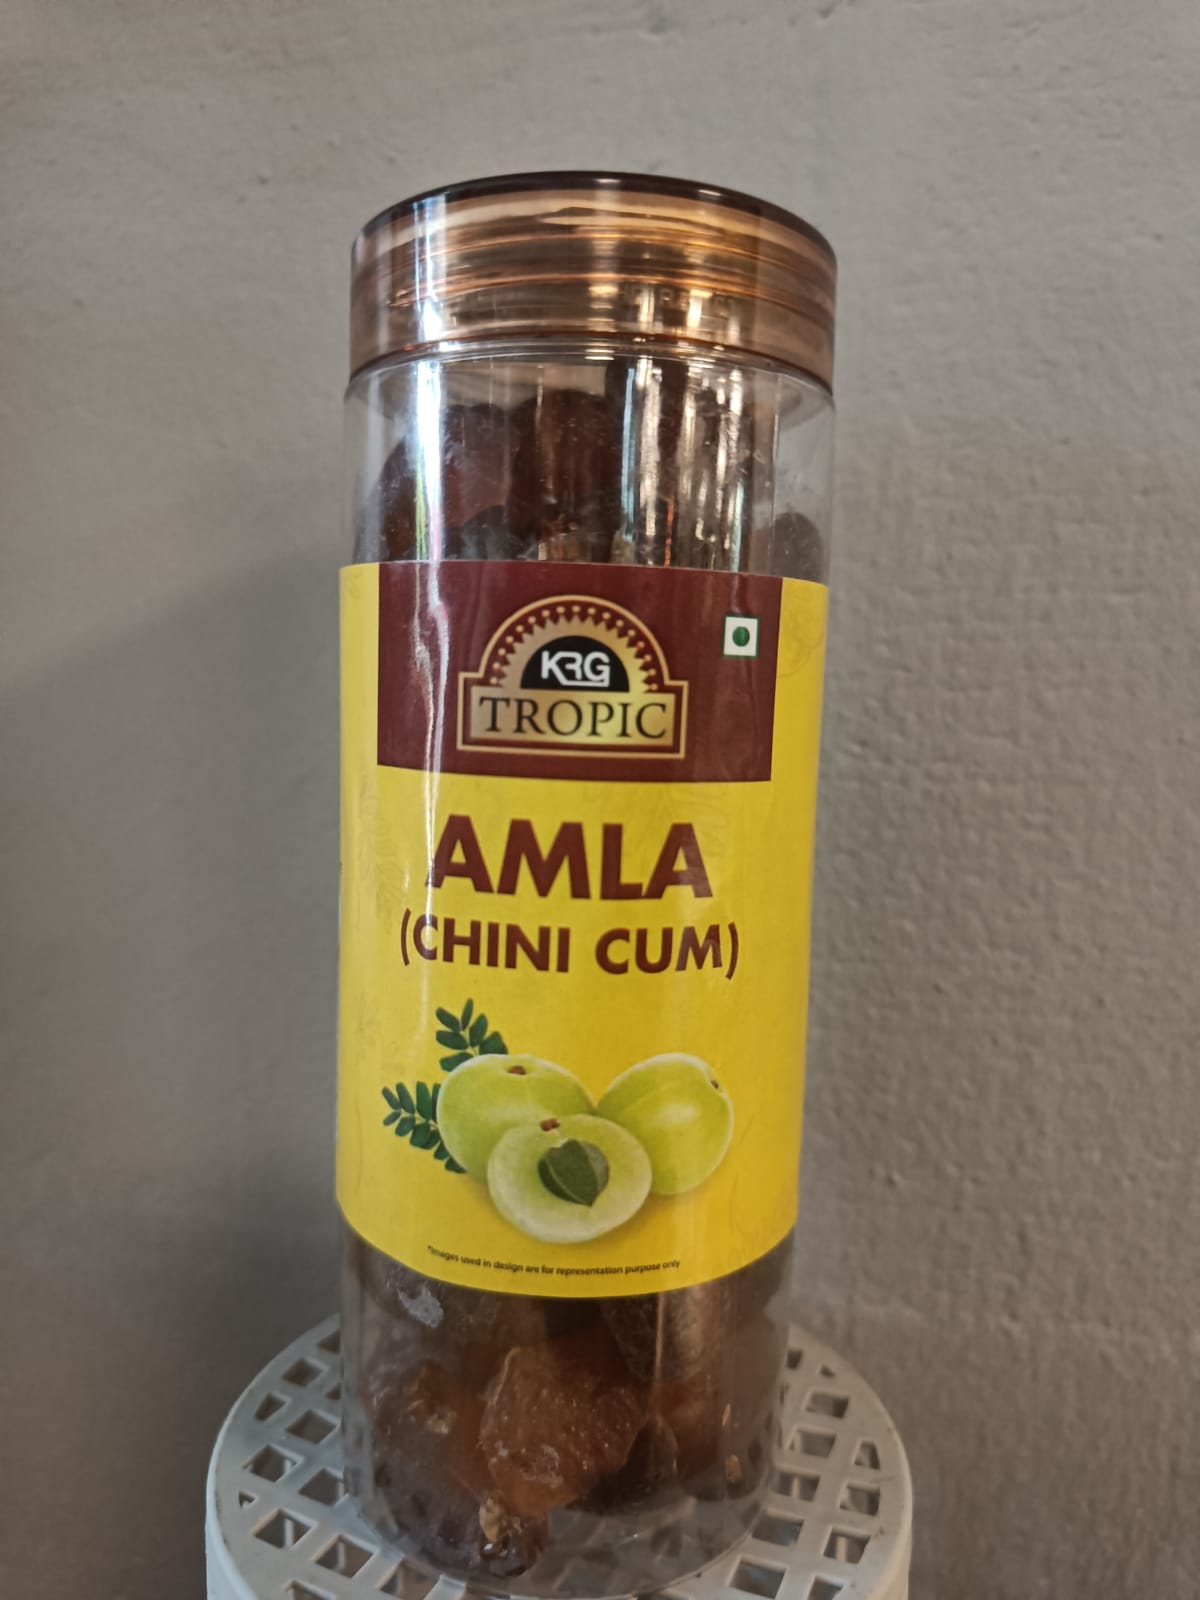 KRG
TROPIC
AMLA
(CHINI CUM)
*Images used in design are for representation purpose only